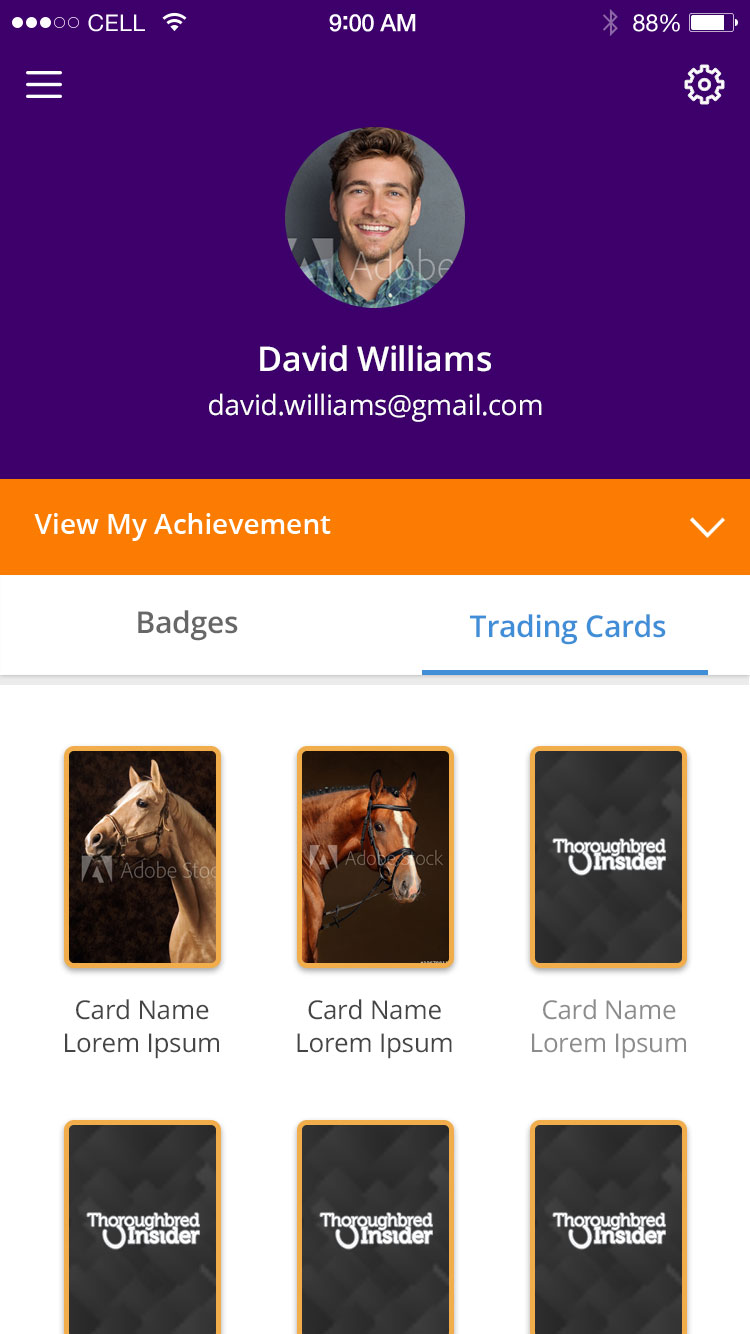 CELL 9:00 AM 88%
Adobe
David Williams
david.williams@gmail.com
View My Achievement
Badges Trading Cards
Adobe Stoc
Adobe Stock
Thoroughbred
Insider
Card Name
Lorem Ipsum
Card Name
Lorem Ipsum
Card Name
Lorem Ipsum
Thoroughbred
Insider
Thoroughbred
Insider
Thoroughbred
Insider